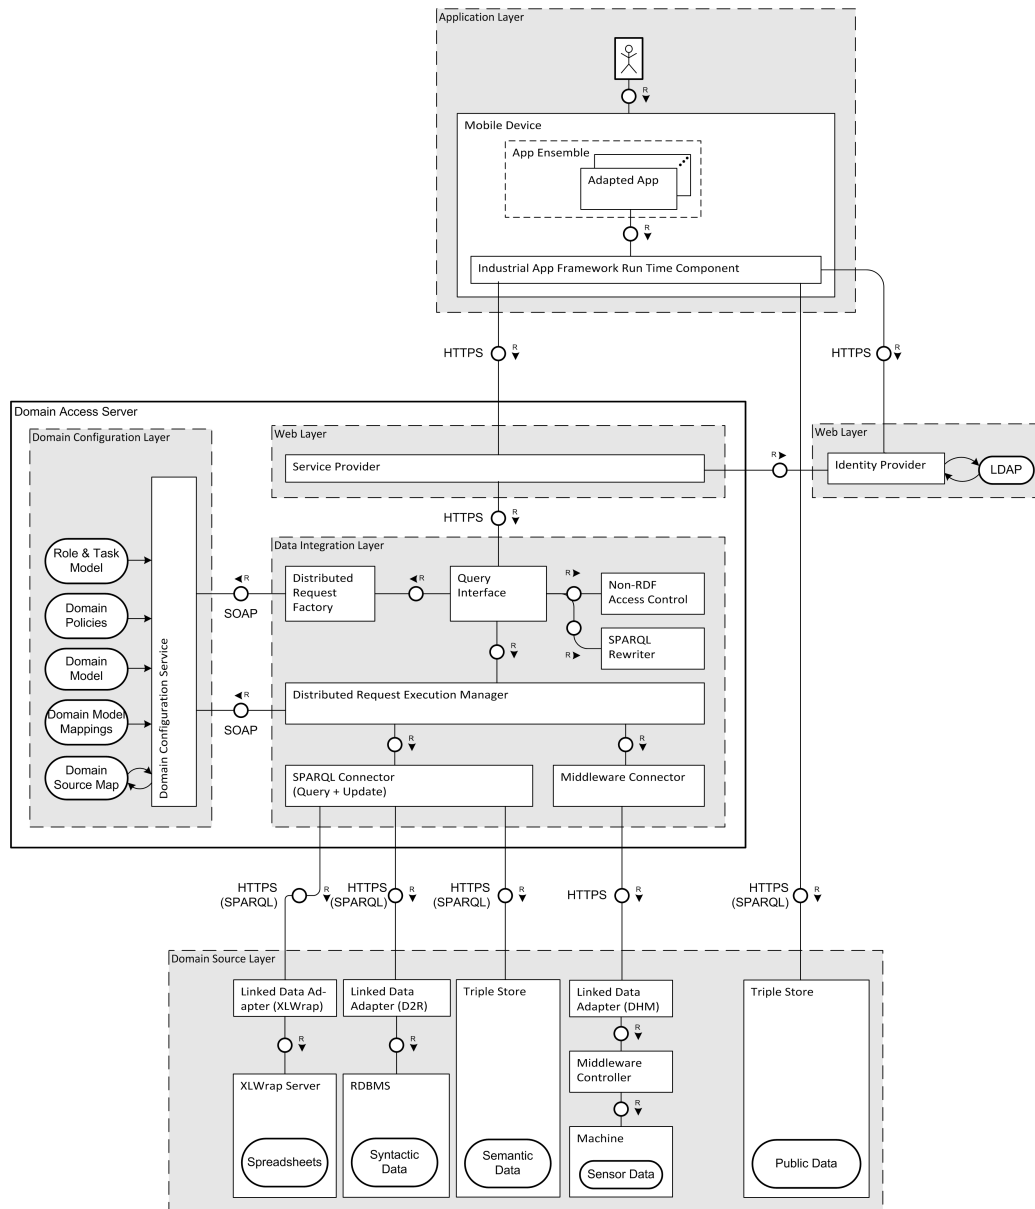 Application Layer
R
Mobile Device
App Ensemble
Adapted App
R
Industrial App Framework Run Time Component
HTTPS
R
HTTPS
R
Domain Access Server
Domain Configuration Layer
Role & Task
Model
Domain
Policies
Domain
Model
Domain Model
Mappings
Domain
Source Map
Domain Configuration Service
Web Layer
Service Provider
R
Web Layer
Identity Provider
LDAP
HTTPS
R
Data Integration Layer
R
SOAP
Distributed
Request
Factory
R
Query
Interface
R
Non-RDF
Access Control
R
SPARQL
Rewriter
R
R
SOAP
Distributed Request Execution Manager
R
R
SPARQL Connector
(Query + Update)
Middleware Connector
HTTPS
(SPARQL)
R
HTTPS
(SPARQL)
R
HTTPS
(SPARQL)
R
HTTPS
R
HTTPS
(SPARQL)
R
Domain Source Layer
Linked Data Ad-
apter (XLWrap)
R
XLWrap Server
Spreadsheets
Linked Data
Adapter (D2R)
R
RDBMS
Syntactic
Data
Triple Store
Semantic
Data
Linked Data
Adapter (DHM)
R
Middleware
Controller
R
Machine
Sensor Data
Triple Store
Public Data